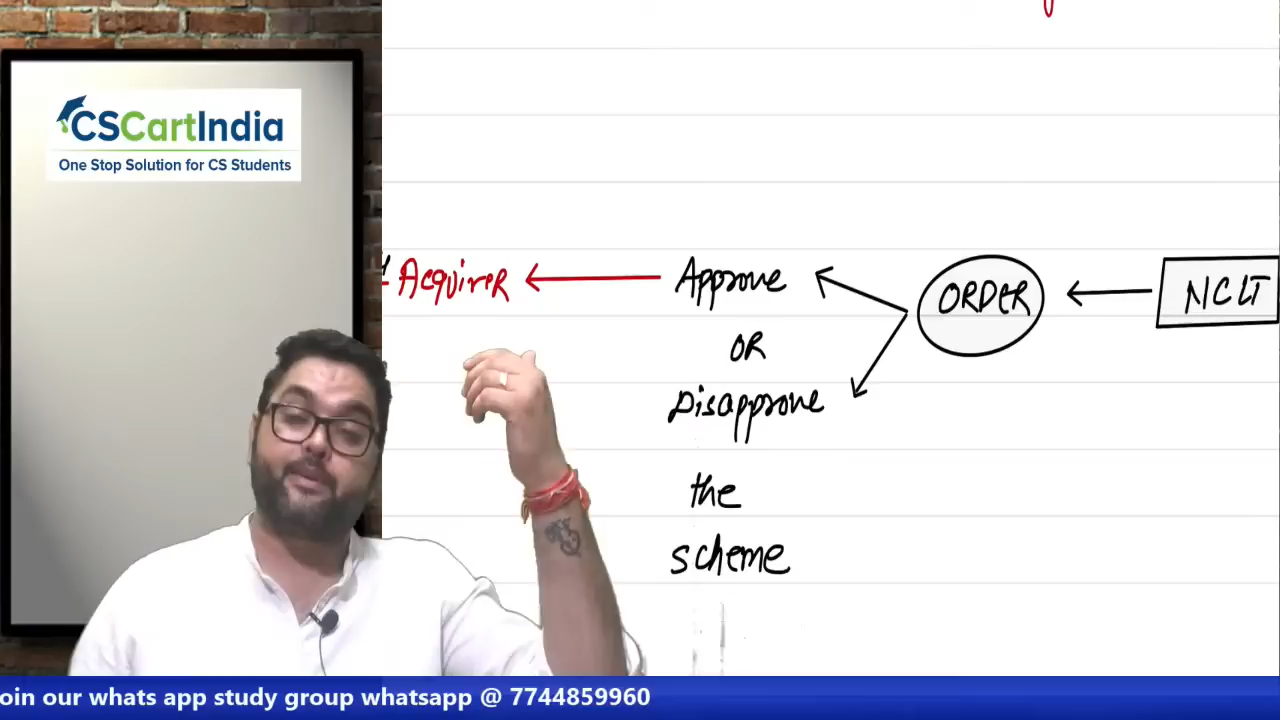 CSCartIndia
One Stop Solution for CS Students
Acquirer
Approve
ORDER
NCLT
OR
Disapprove
the
scheme
oin our whats app study group whatsapp @ 7744859960